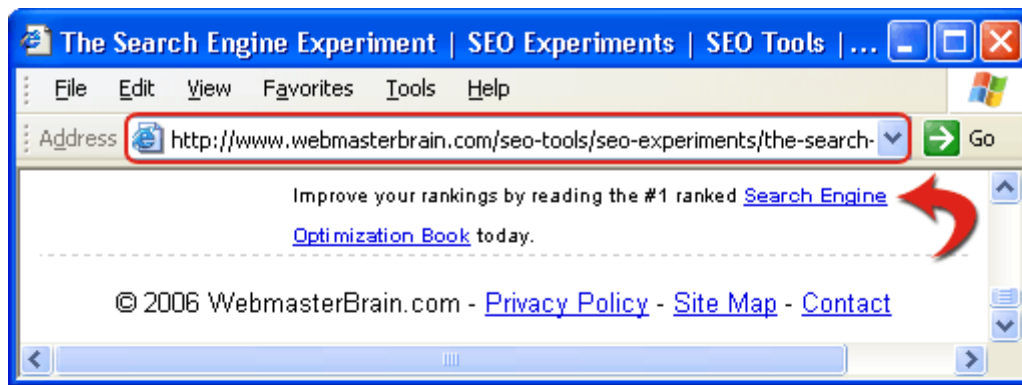 The Search Engine Experiment | SEO Experiments | SEO Tools |...
File Edit View Favorites Tools Help
Address http://www.webmasterbrain.com/seo-tools/seo-experiments/the-search- Go
Improve your rankings by reading the #1 ranked Search Engine
Optimization Book today.
© 2006 WebmasterBrain.com - Privacy Policy - Site Map - Contact